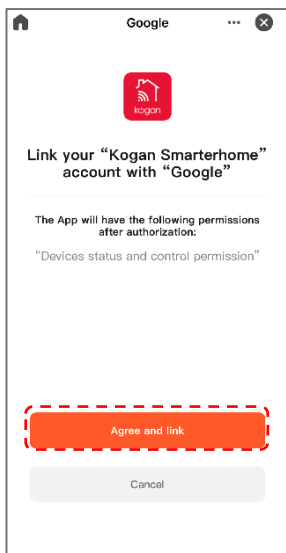 Google
kogan
Link your “Kogan Smarterhome”
account with “Google”
The App will have the following permissions
after authorization:
“Devices status and control permission”
Agree and link
Cancel